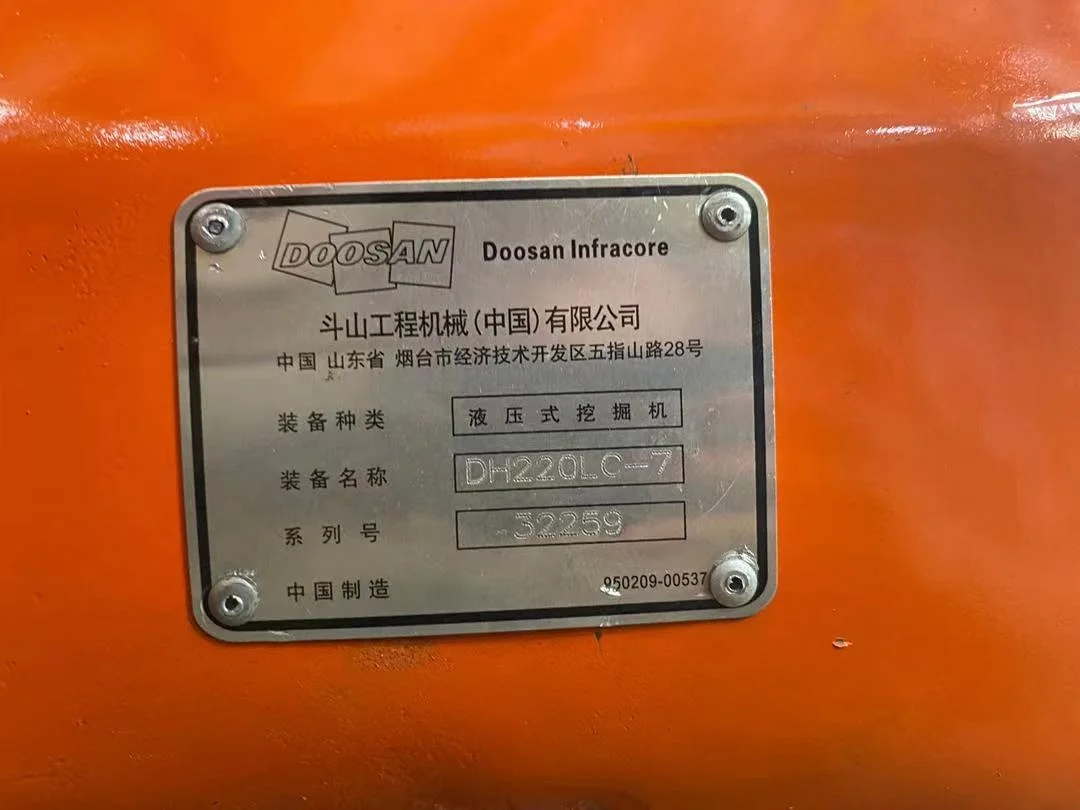 DOOSAN Doosan Infracore
斗山工程机械(中国)有限公司
中国 山东省 烟台市经济技术开发区五指山路28号
装备种类 液压式挖掘机
装备名称 DH220LC-7
系列号 32259
中国制造 950209-00537